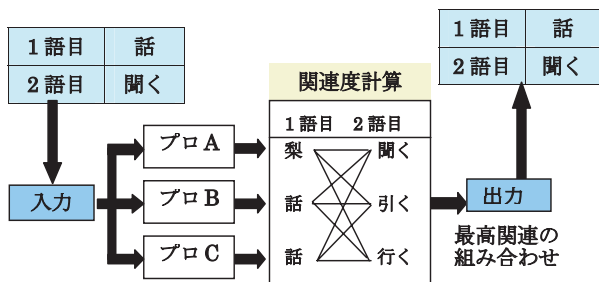 1語目 話
2語目 聞く
入力
プロA
プロB
プロC
関連度計算
1語目 2語目
梨 聞く
話 引く
話 行く
出力
最高関連の
組み合わせ
1語目 話
2語目 聞く